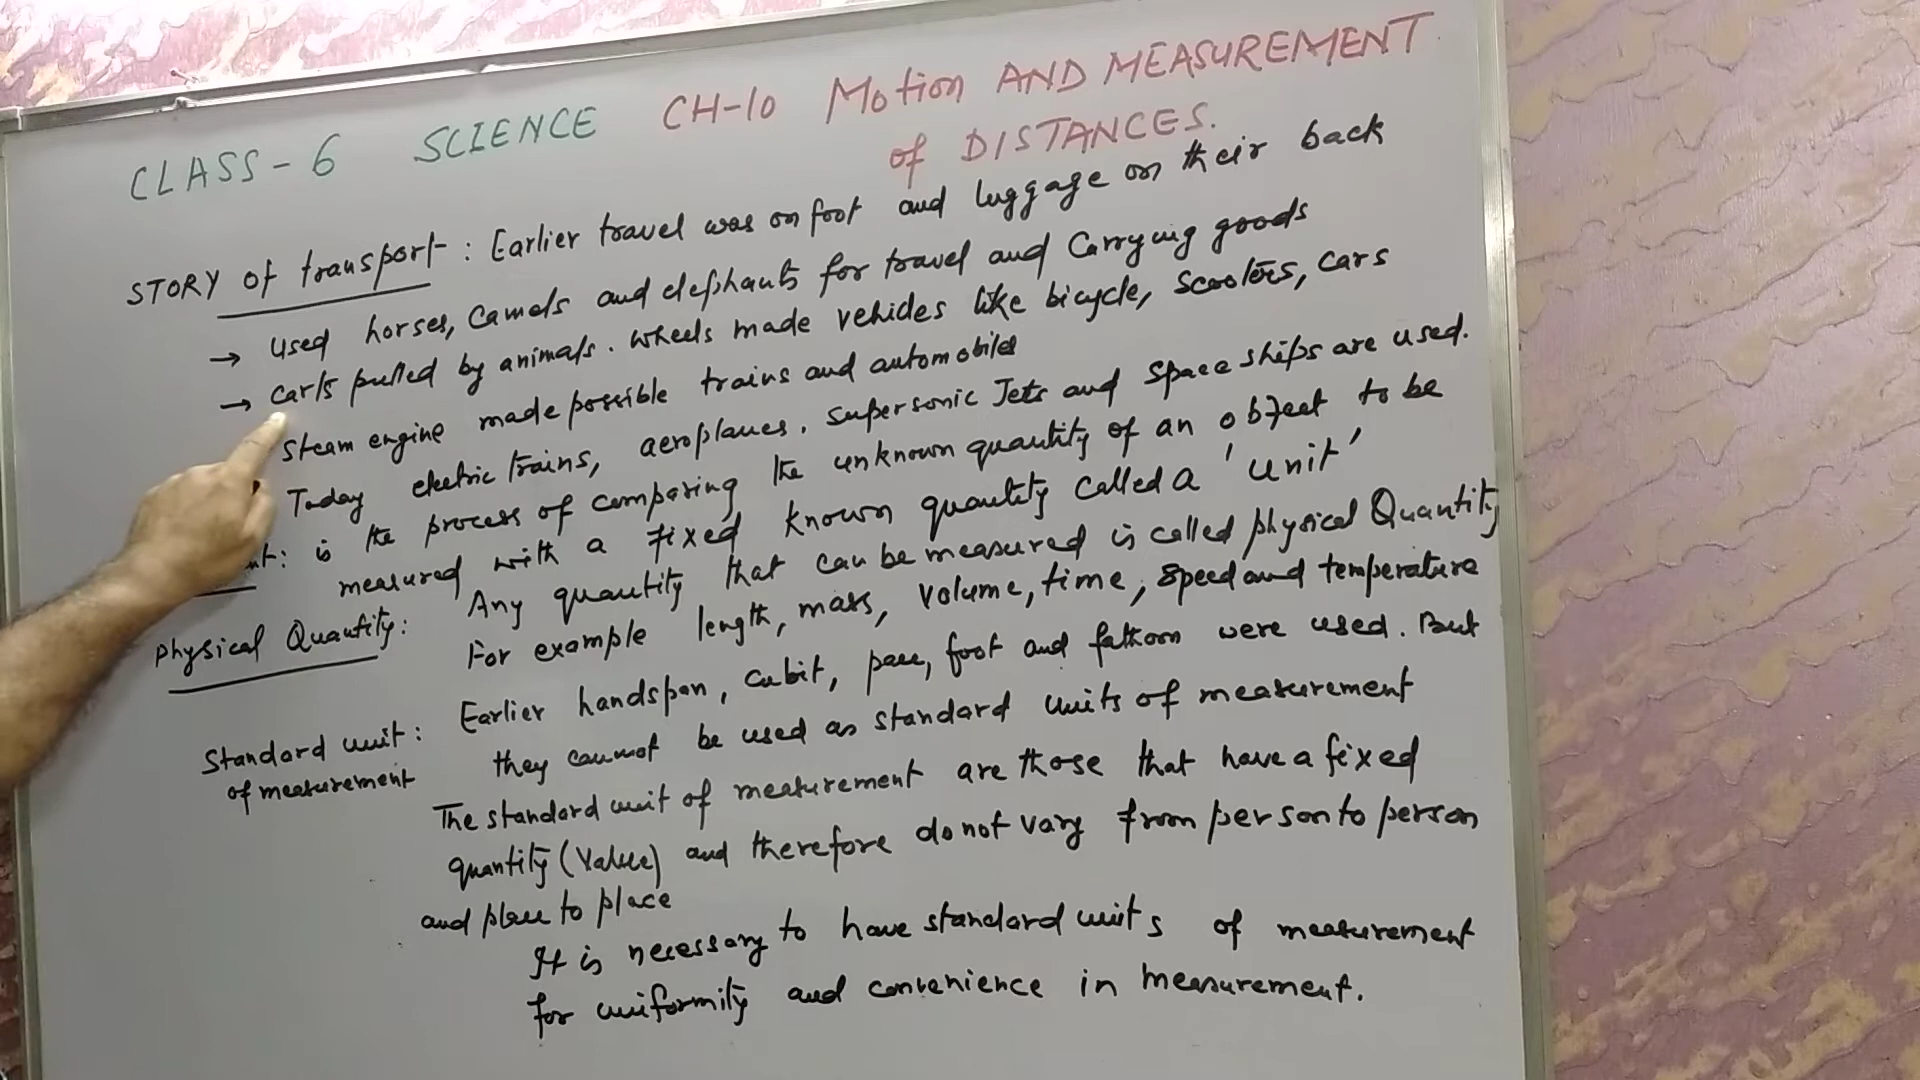 CLASS-6 SCIENCE CH-10 Motion AND MEASUREMENT
of DISTANCES.
STORY of transport: Earlier travel was on foot and luggage on their back
→ Used horses, Camels and elephants for travel and Carrying goods
→ Carts pulled by animals. Wheels made vehicles like bicycle, Scooters, cars
Steam engine made possible trains and automobiles
Today electric trains, aeroplanes. Supersonic Jets and Space ships are used.
: is the process of comparing the unknown quantity of an object to be
measured with a fixed known quantity called a 'unit'
Physical Quantity: Any quantity that can be measured is called physical Quantity
For example length, mass, volume, time, speed and temperature
Standard unit: Earlier handspan, Cubit, pace, foot and fathom were used. But
of measurement they cannot be used as standard units of measurement
The standard unit of measurement are those that have a fixed
quantity (Value) and therefore do not vary from person to person
and place to place
It is necessary to have standard units of measurement
for uniformity and convenience in measurement.